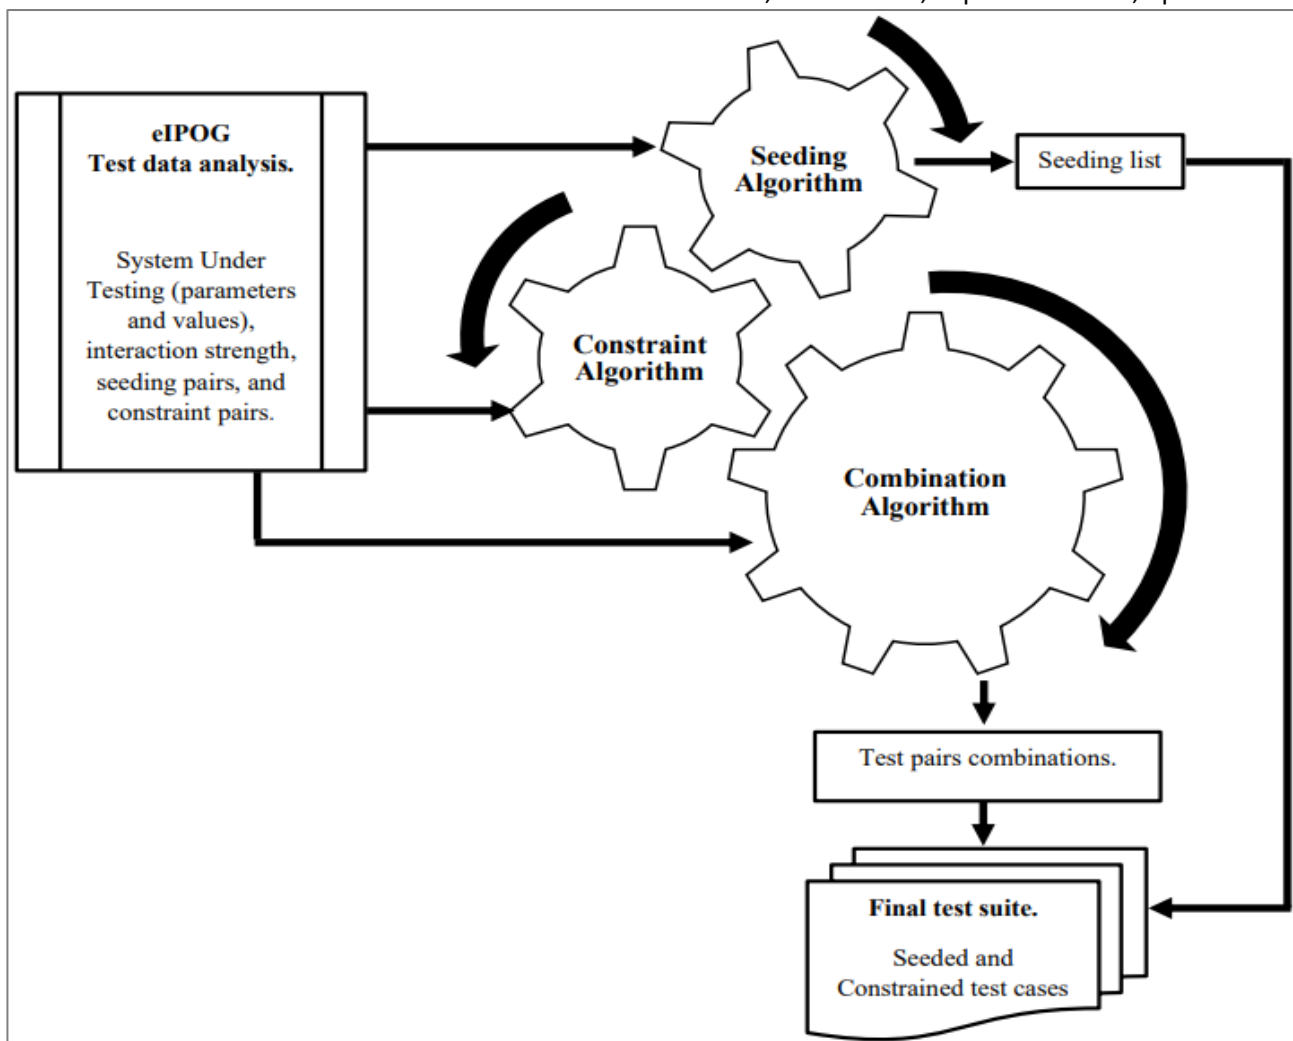 eIPOG
Test data analysis.
System Under
Testing (parameters
and values),
interaction strength,
seeding pairs, and
constraint pairs.
Seeding
Algorithm
Seeding list
Constraint
Algorithm
Combination
Algorithm
Test pairs combinations.
Final test suite.
Seeded and
Constrained test cases